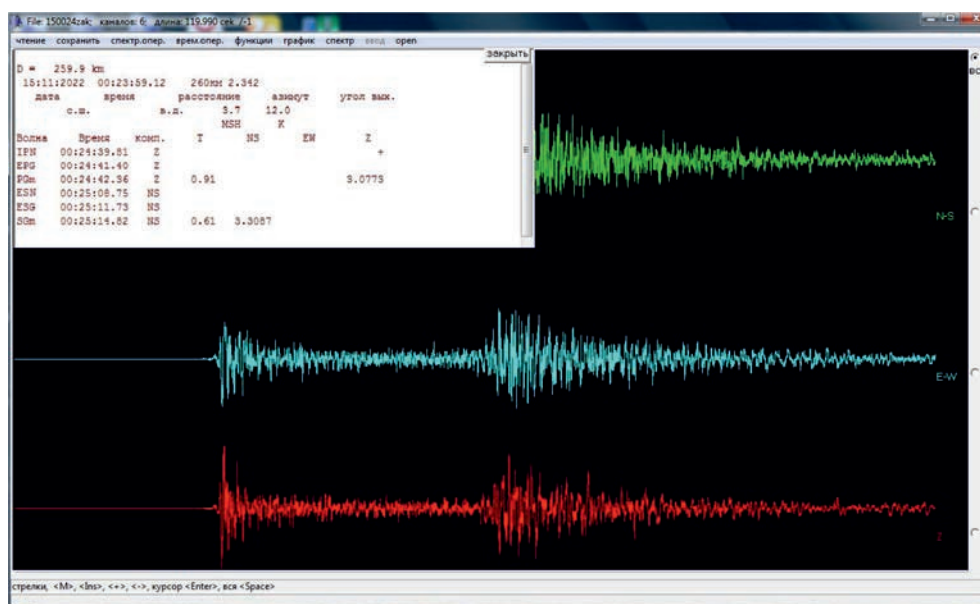 File: 150024zak; каналов: 6; длина: 119.990 сек /-1
чтение сохранить спектр.опер. врем.опер. функции график спектр ввод open
закрыть
D = 259.9 km
15:11:2022 00:23:59.12 260км 2.342
дата время расстояние азимут угол вых.
с.ш. в.д. 3.7 12.0
MSH K
Волна Время комп. T NS EW Z
IPN 00:24:39.81 Z +
EPG 00:24:41.40 Z
PGm 00:24:42.36 Z 0.91 3.0773
ESN 00:25:08.75 NS
ESG 00:25:11.73 NS
SGm 00:25:14.82 NS 0.61 3.3087
N-S
E-W
Z
стрелки, <M>, <Ins>, <+>, <->, курсор <Enter>, вся <Space>